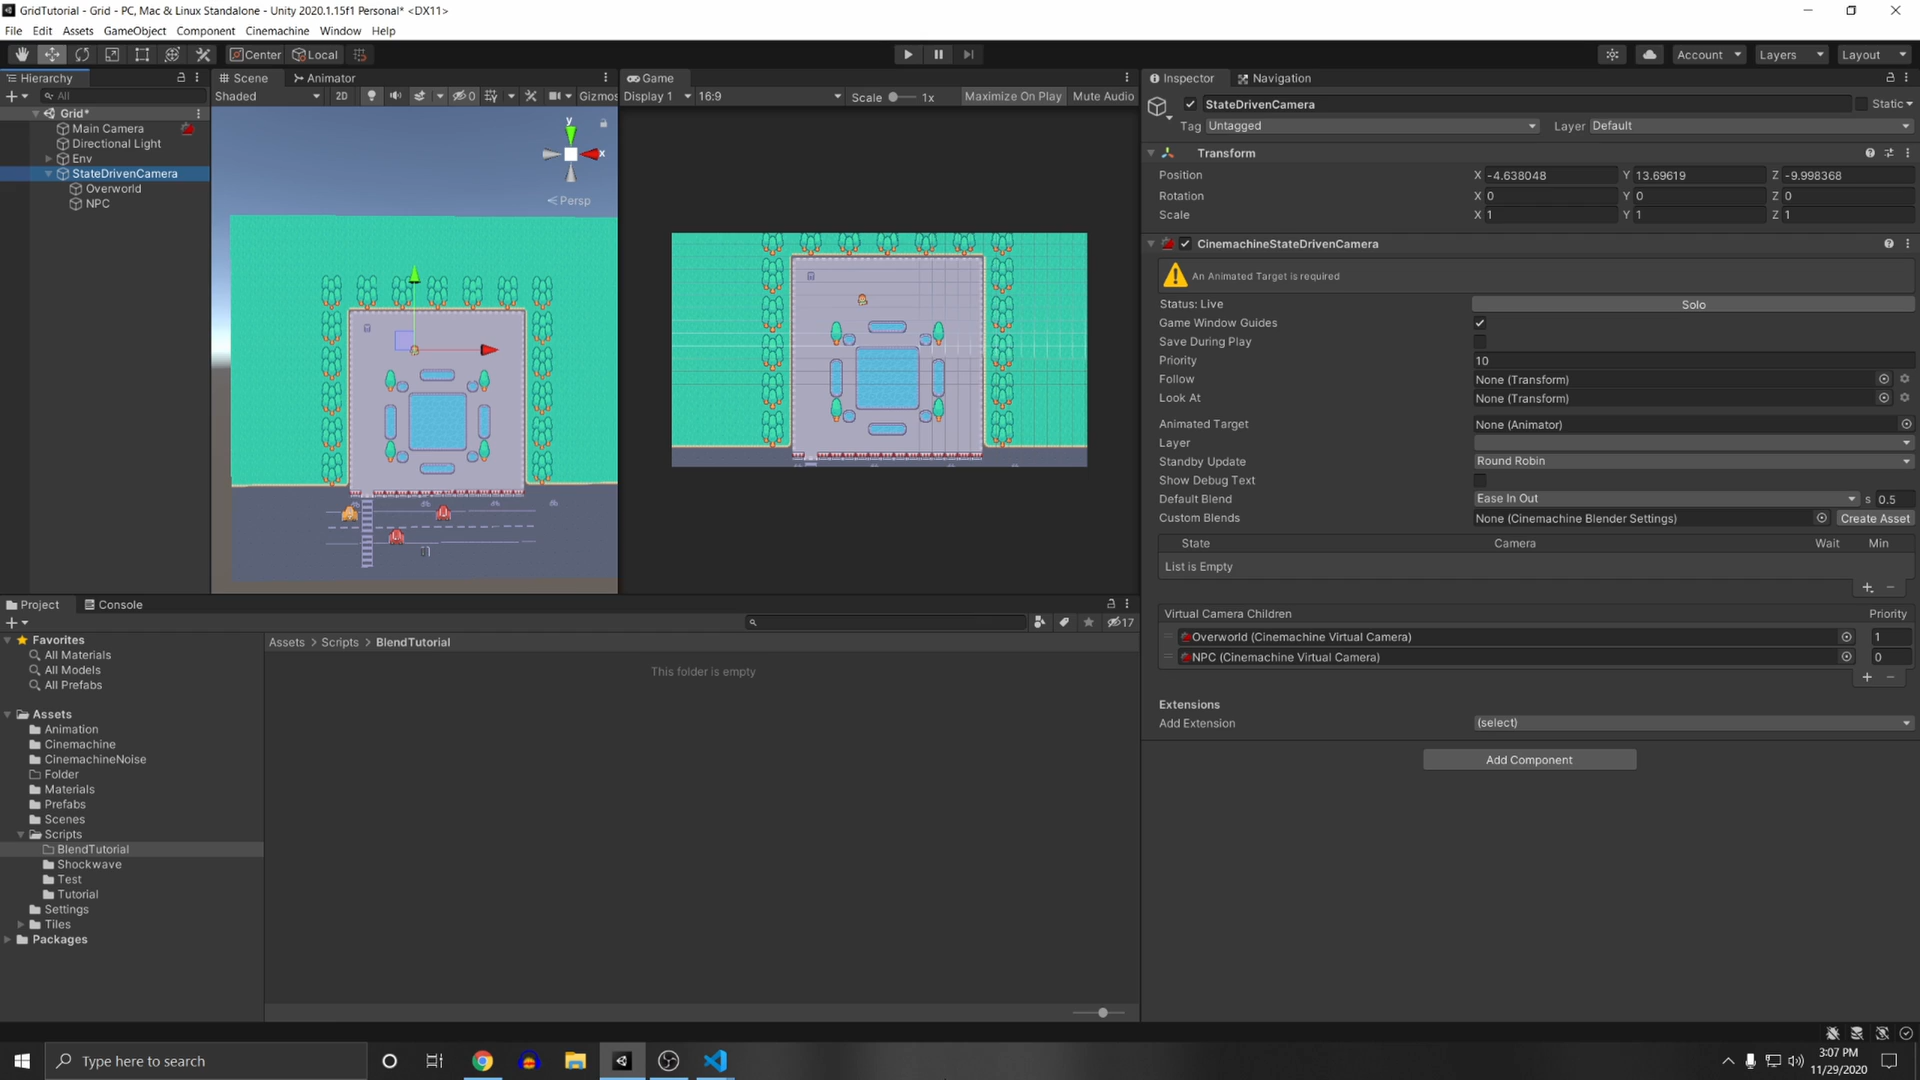 GridTutorial - Grid - PC, Mac & Linux Standalone - Unity 2020.1.15f1 Personal* <DX11>
File Edit Assets GameObject Component Cinemachine Window Help
Center Local Account Layers Layout
Hierarchy
All
Grid*
Main Camera
Directional Light
Env
StateDrivenCamera
Overworld
NPC
Scene Animator
Shaded 2D 0 Gizmos
y
x
Persp
Game
Display 1 16:9 Scale 1x Maximize On Play Mute Audio
Inspector Navigation
StateDrivenCamera Static
Tag Untagged Layer Default
Transform
Position X -4.638048 Y 13.69619 Z -9.998368
Rotation X 0 Y 0 Z 0
Scale X 1 Y 1 Z 1
CinemachineStateDrivenCamera
An Animated Target is required
Status: Live Solo
Game Window Guides
Save During Play
Priority 10
Follow None (Transform)
Look At None (Transform)
Animated Target None (Animator)
Layer
Standby Update Round Robin
Show Debug Text
Default Blend Ease In Out s 0.5
Custom Blends None (Cinemachine Blender Settings) Create Asset
State Camera Wait Min
List is Empty
Virtual Camera Children Priority
Overworld (Cinemachine Virtual Camera) 1
NPC (Cinemachine Virtual Camera) 0
Extensions
Add Extension (select)
Add Component
Project Console
17
Favorites
All Materials
All Models
All Prefabs
Assets
Animation
Cinemachine
CinemachineNoise
Folder
Materials
Prefabs
Scenes
Scripts
BlendTutorial
Shockwave
Test
Tutorial
Settings
Tiles
Packages
Assets > Scripts > BlendTutorial
This folder is empty
Type here to search
3:07 PM
11/29/2020